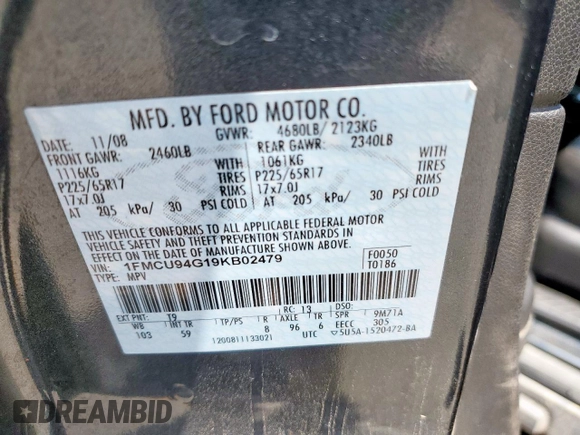 MFD. BY FORD MOTOR CO.
DATE: 11/08 GVWR: 4680LB/ 2123KG
FRONT GAWR: 2460LB REAR GAWR: 2340LB
1116KG WITH 1061KG WITH
P225/65R17 TIRES P225/65R17 TIRES
17x7.0J RIMS 17x7.0J RIMS
AT 205 kPa/ 30 PSI COLD AT 205 kPa/ 30 PSI COLD
THIS VEHICLE CONFORMS TO ALL APPLICABLE FEDERAL MOTOR
VEHICLE SAFETY AND BUMPER STANDARDS IN EFFECT ON THE
DATE OF MANUFACTURE SHOWN ABOVE.
VIN: 1FMCU94G19KB02479 F0050
TYPE: MPV T0186
EXT PNT: T9 RC: 13 DSO:
WB INT TR TP/PS R AXLE TR SPR 9M71A
103 59 8 96 6 EECC 305
1200811133021 UTC 5U5A-1520472-BA
AUTODREAMBID